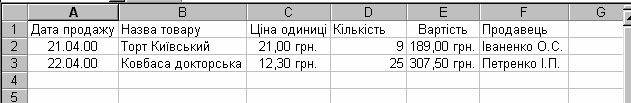 A B C D E F G
1 Дата продажу Назва товару Ціна одиниці Кількість Вартість Продавець
2 21.04.00 Торт Київський 21,00 грн. 9 189,00 грн. Іваненко О.С.
3 22.04.00 Ковбаса докторська 12,30 грн. 25 307,50 грн. Петренко І.П.
4
5